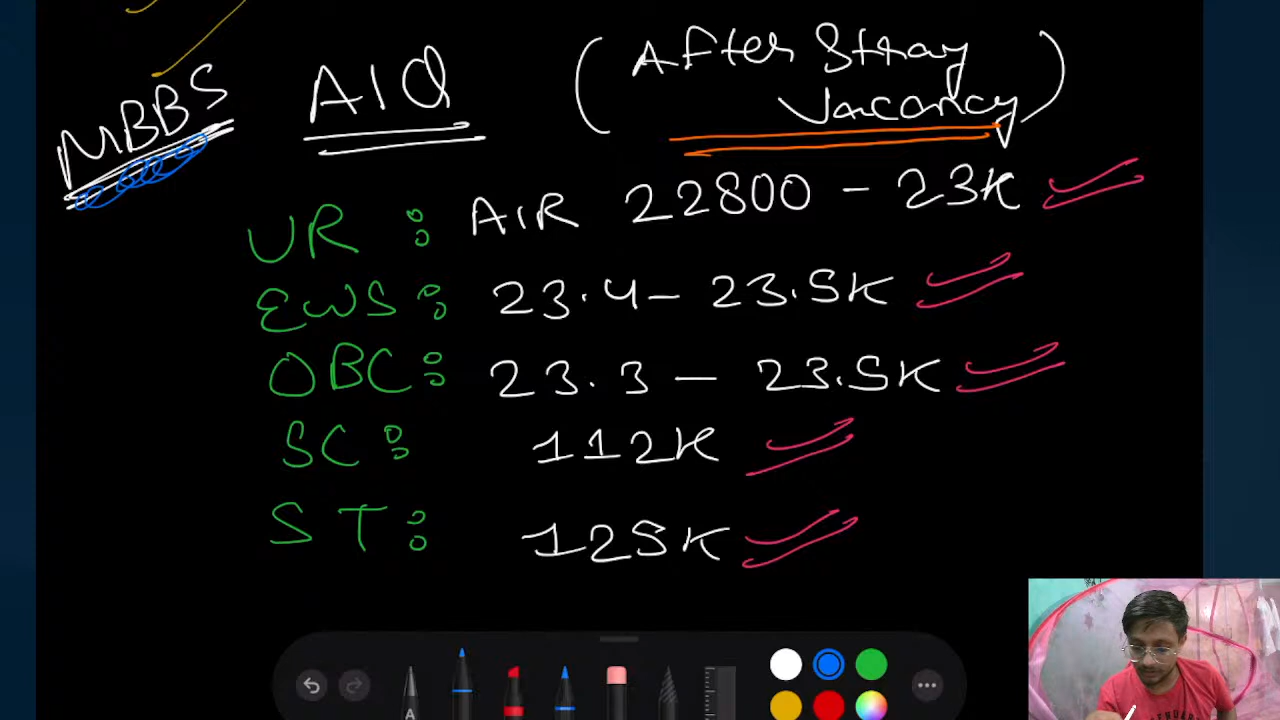 MBBS
AIQ
(After Stray
Vacancy)
UR : AIR 22800 - 23K
EWS : 23.4 - 23.5K
OBC : 23.3 - 23.5K
SC : 112K
ST : 125K
A